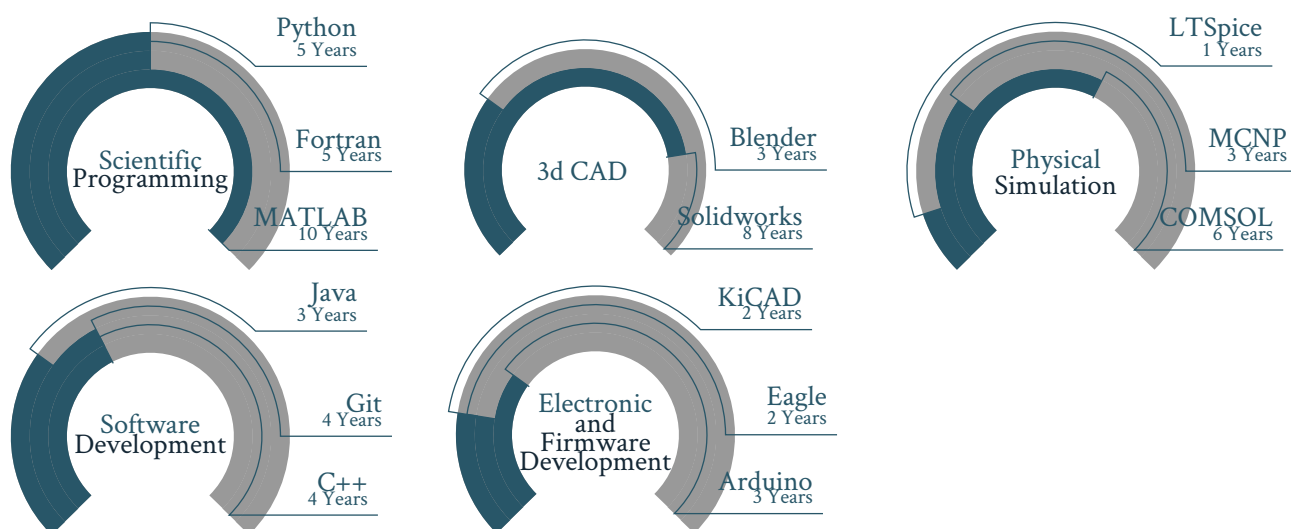 Python
5 Years
Fortran
5 Years
MATLAB
10 Years
Scientific
Programming
Blender
3 Years
Solidworks
8 Years
3d CAD
LTSpice
1 Years
MCNP
3 Years
COMSOL
6 Years
Physical
Simulation
Java
3 Years
Git
4 Years
C++
4 Years
Software
Development
KiCAD
2 Years
Eagle
2 Years
Arduino
3 Years
Electronic
and
Firmware
Development